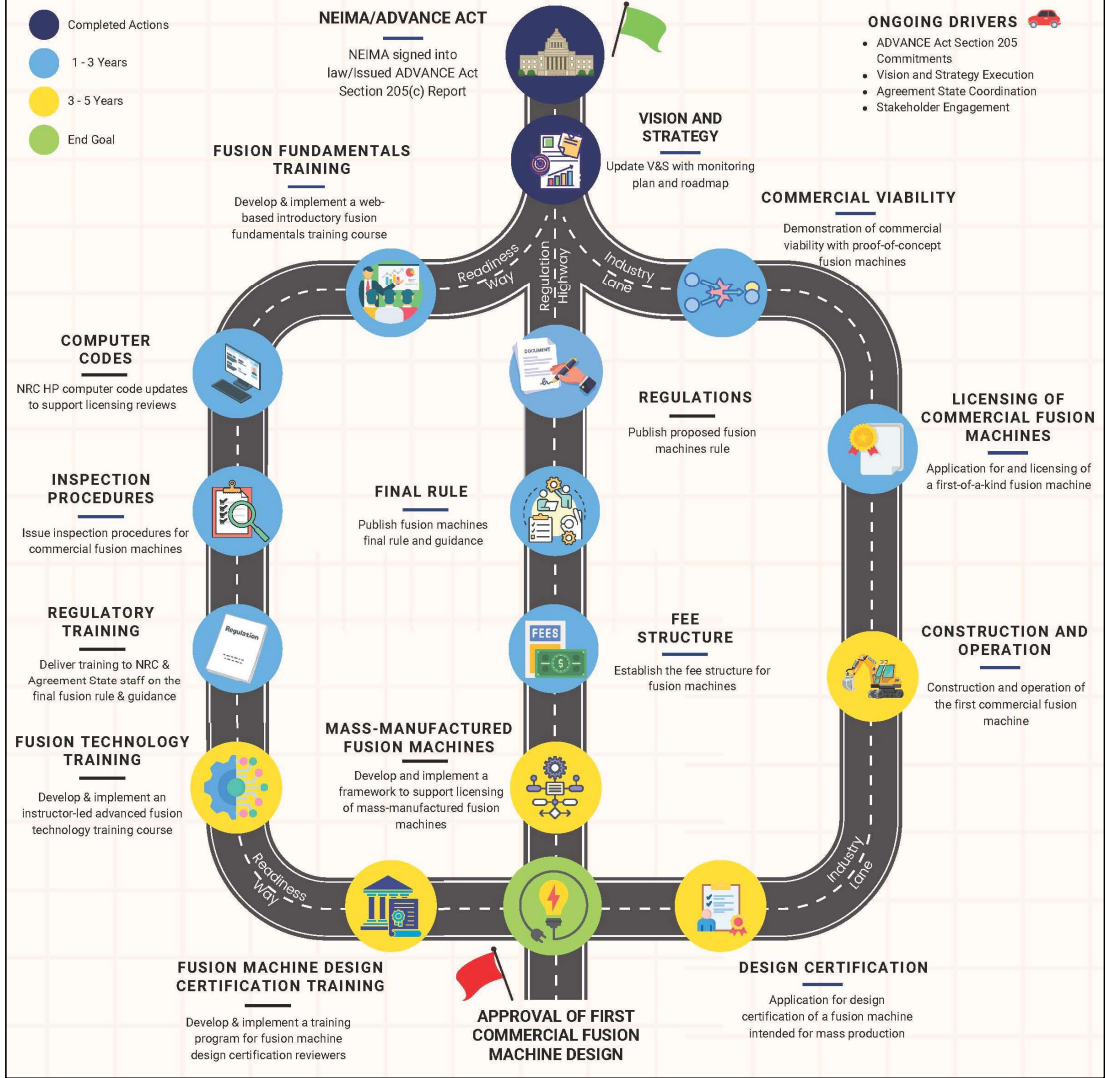 Completed Actions
1 - 3 Years
3 - 5 Years
End Goal
NEIMA/ADVANCE ACT
NEIMA signed into
law/Issued ADVANCE Act
Section 205(c) Report
ONGOING DRIVERS
• ADVANCE Act Section 205
Commitments
• Vision and Strategy Execution
• Agreement State Coordination
• Stakeholder Engagement
VISION AND
STRATEGY
Update V&S with monitoring
plan and roadmap
FUSION FUNDAMENTALS
TRAINING
Develop & implement a web-
based introductory fusion
fundamentals training course
COMMERCIAL VIABILITY
Demonstration of commercial
viability with proof-of-concept
fusion machines
Readiness
Way
Regulation
Highway
Industry
Lane
COMPUTER
CODES
NRC HP computer code updates
to support licensing reviews
DOCUMENT
REGULATIONS
Publish proposed fusion
machines rule
LICENSING OF
COMMERCIAL FUSION
MACHINES
Application for and licensing of
a first-of-a-kind fusion machine
INSPECTION
PROCEDURES
Issue inspection procedures for
commercial fusion machines
FINAL RULE
Publish fusion machines
final rule and guidance
REGULATORY
TRAINING
Deliver training to NRC &
Agreement State staff on the
final fusion rule & guidance
Regulation
FEES
$
FEE
STRUCTURE
Establish the fee structure for
fusion machines
CONSTRUCTION AND
OPERATION
Construction and operation of
the first commercial fusion
machine
FUSION TECHNOLOGY
TRAINING
Develop & implement an
instructor-led advanced fusion
technology training course
MASS-MANUFACTURED
FUSION MACHINES
Develop and implement a
framework to support licensing
of mass-manufactured fusion
machines
Readiness
Way
Industry
Lane
FUSION MACHINE DESIGN
CERTIFICATION TRAINING
Develop & implement a training
program for fusion machine
design certification reviewers
APPROVAL OF FIRST
COMMERCIAL FUSION
MACHINE DESIGN
DESIGN CERTIFICATION
Application for design
certification of a fusion machine
intended for mass production